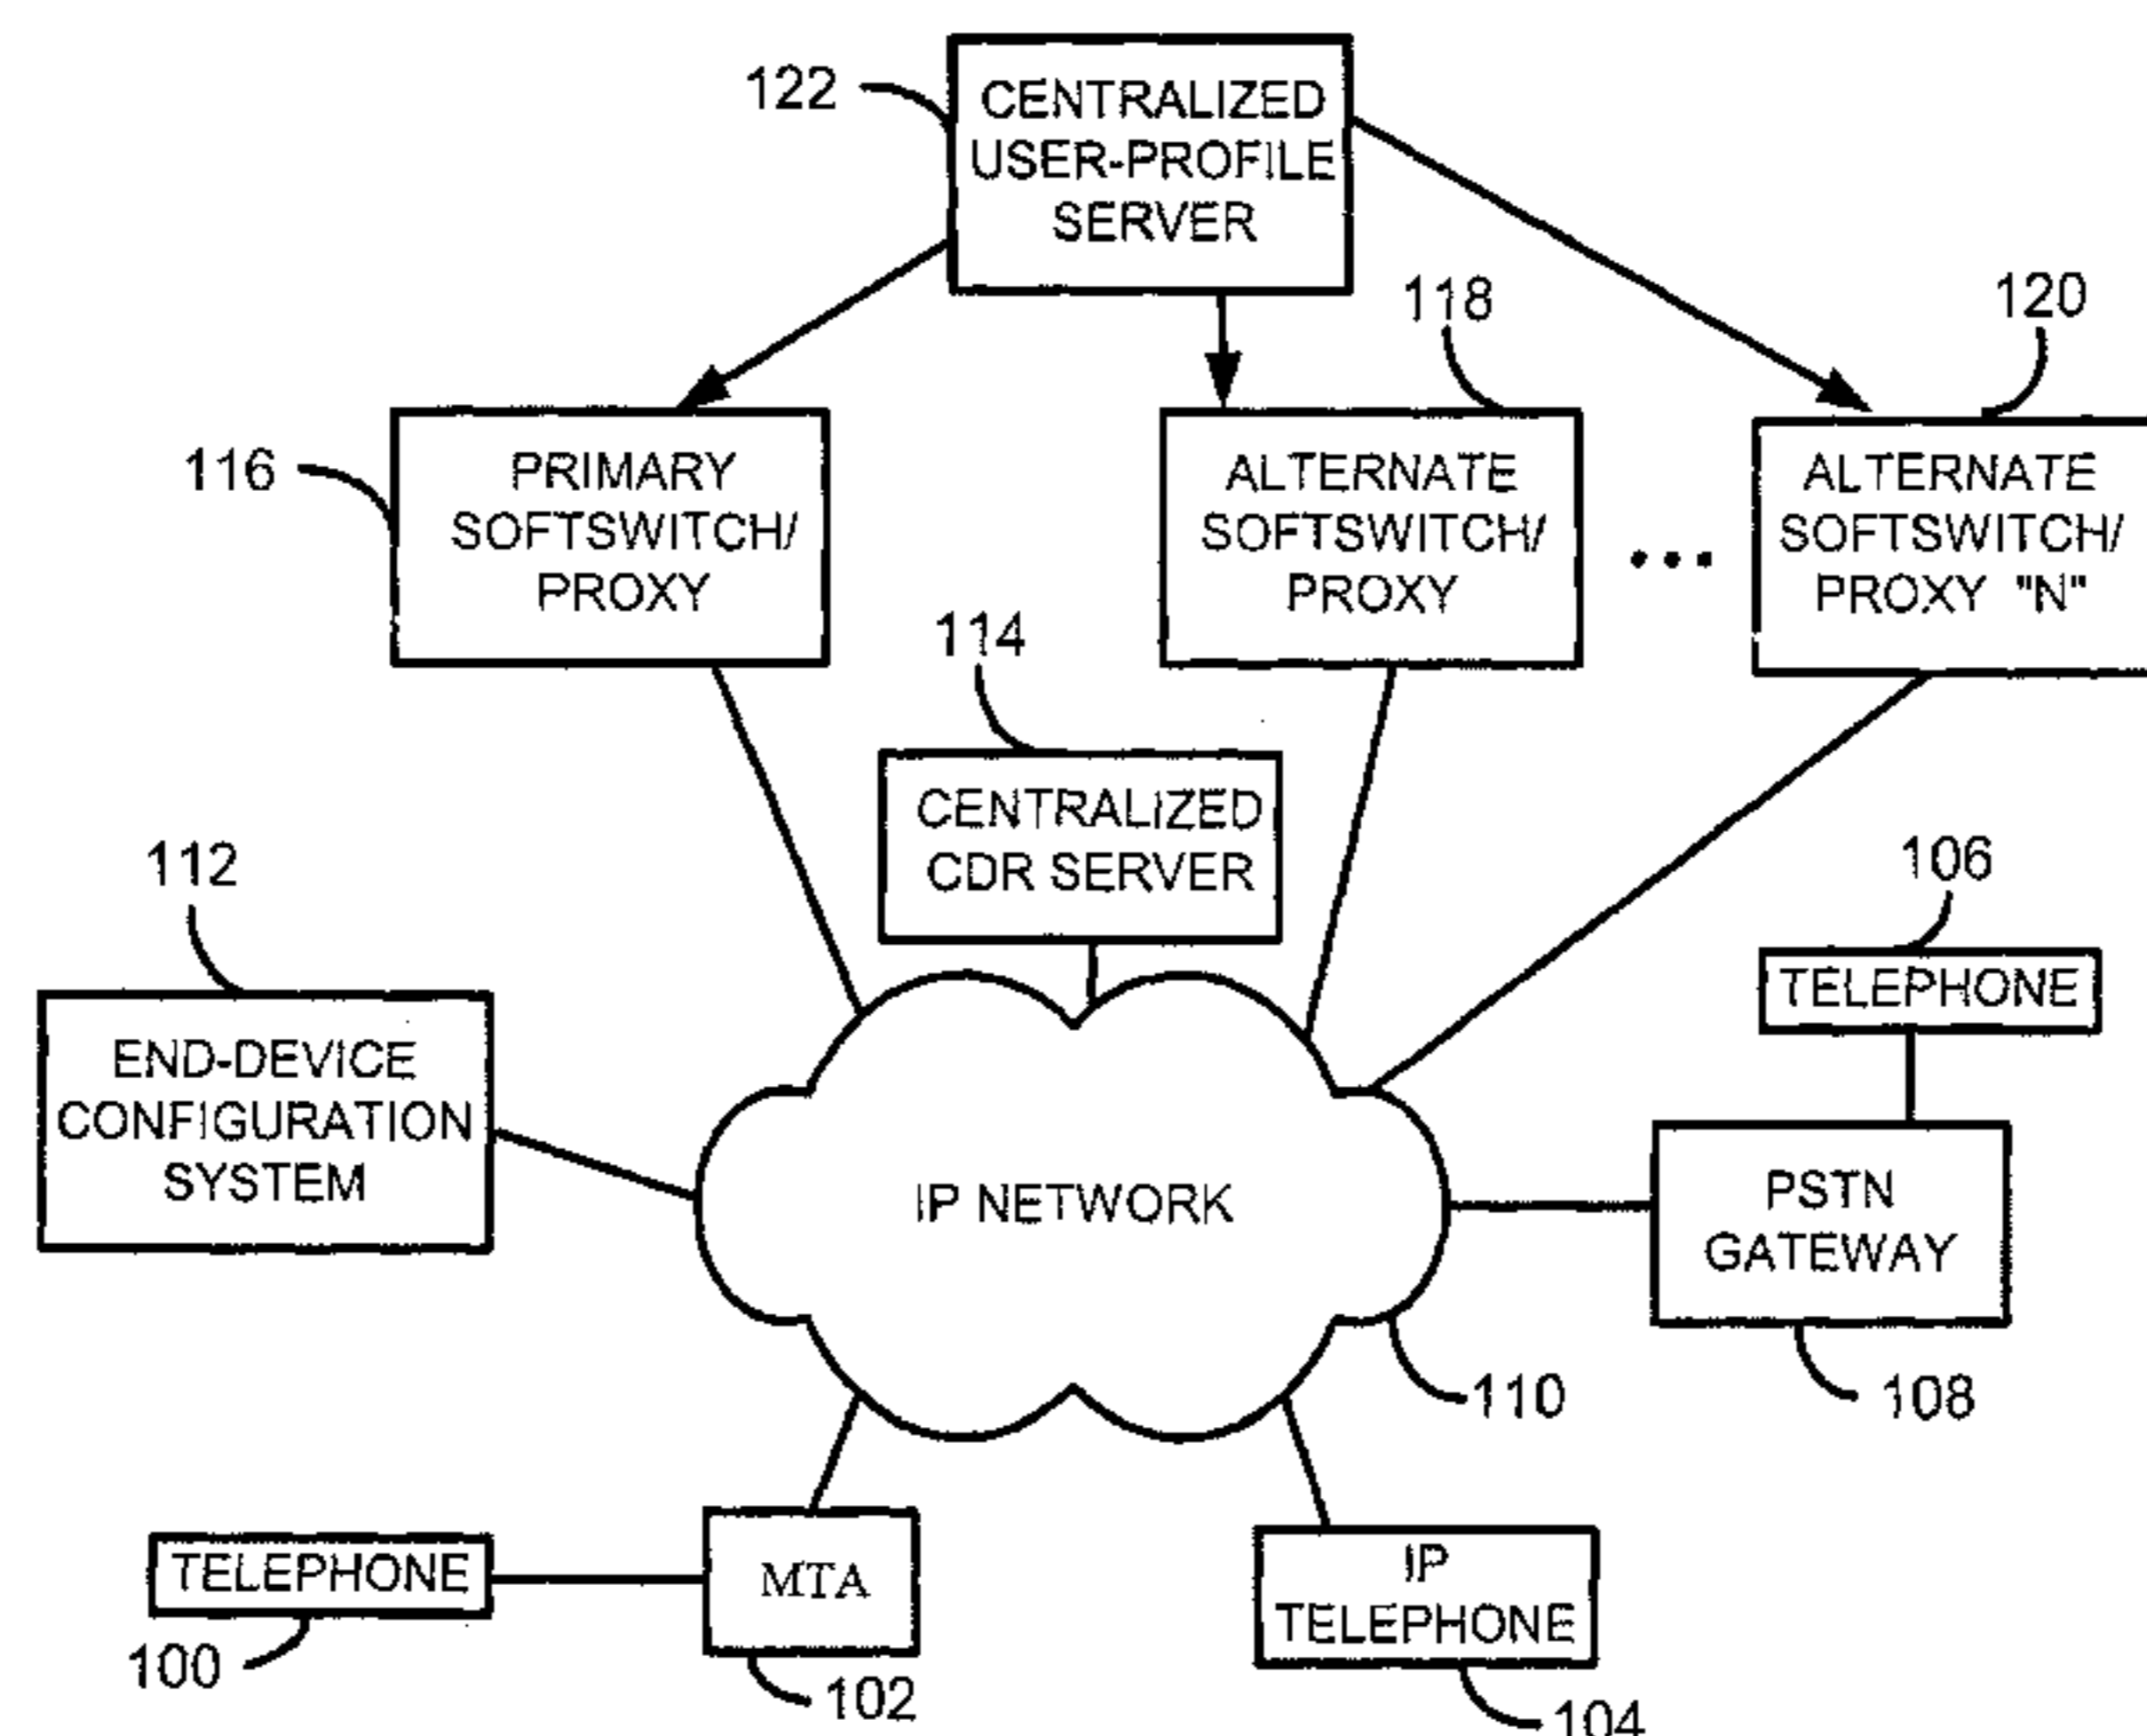 122
CENTRALIZED
USER-PROFILE
SERVER
118
120
116
PRIMARY
SOFTSWITCH/
PROXY
ALTERNATE
SOFTSWITCH/
PROXY
...
ALTERNATE
SOFTSWITCH/
PROXY "N"
114
CENTRALIZED
CDR SERVER
112
106
TELEPHONE
END-DEVICE
CONFIGURATION
SYSTEM
IP NETWORK
PSTN
GATEWAY
110
108
TELEPHONE
MTA
IP
TELEPHONE
100
102
104